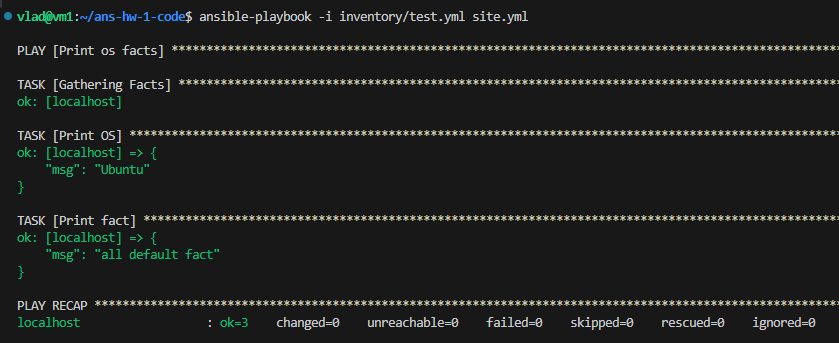 vlad@vm1:~/ans-hw-1-code$ ansible-playbook -i inventory/test.yml site.yml
PLAY [Print os facts] ***********************************************************************************************
TASK [Gathering Facts] **********************************************************************************************
ok: [localhost]
TASK [Print OS] *****************************************************************************************************
ok: [localhost] => {
    "msg": "Ubuntu"
}
TASK [Print fact] ***************************************************************************************************
ok: [localhost] => {
    "msg": "all default fact"
}
PLAY RECAP **********************************************************************************************************
localhost                  : ok=3    changed=0    unreachable=0    failed=0    skipped=0    rescued=0    ignored=0